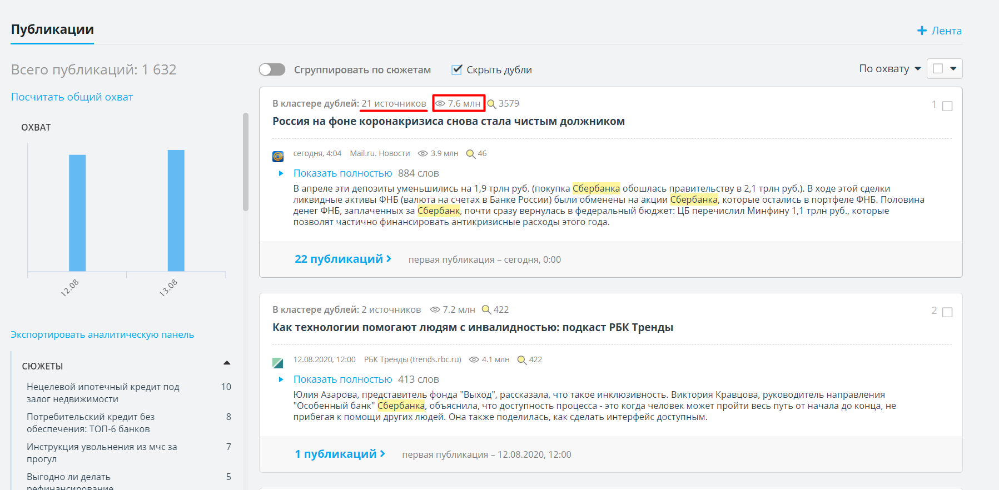 Публикации
Лента
Всего публикаций: 1 632
Посчитать общий охват
ОХВАТ
12.08
13.08
Экспортировать аналитическую панель
СЮЖЕТЫ
Нецелевой ипотечный кредит под
залог недвижимости
10
Потребительский кредит без
обеспечения: ТОП-6 банков
8
Инструкция увольнения из мчс за
прогул
7
Выгодно ли делать
рефинансирование
5
Сгруппировать по сюжетам
Скрыть дубли
По охвату
В кластере дублей: 21 источников 7.6 млн 3579
1
Россия на фоне коронакризиса снова стала чистым должником
сегодня, 4:04 Mail.ru. Новости 3.9 млн 46
Показать полностью 884 слов
В апреле эти депозиты уменьшились на 1,9 трлн руб. (покупка Сбербанка обошлась правительству в 2,1 трлн руб.). В ходе этой сделки
ликвидные активы ФНБ (валюта на счетах в Банке России) были обменены на акции Сбербанка, которые остались в портфеле ФНБ. Половина
денег ФНБ, заплаченных за Сбербанк, почти сразу вернулась в федеральный бюджет: ЦБ перечислил Минфину 1,1 трлн руб., которые
позволят частично финансировать антикризисные расходы этого года.
22 публикаций первая публикация – сегодня, 0:00
В кластере дублей: 2 источников 7.2 млн 422
2
Как технологии помогают людям с инвалидностью: подкаст РБК Тренды
12.08.2020, 12:00 РБК Тренды (trends.rbc.ru) 4.1 млн 422
Показать полностью 413 слов
Юлия Азарова, представитель фонда "Выход", рассказала, что такое инклюзивность. Виктория Кравцова, руководитель направления
"Особенный банк" Сбербанка, объяснила, что доступность процесса - это когда человек может пройти весь путь от начала до конца, не
прибегая к помощи других людей. Она также поделилась, как сделать интерфейс доступным.
1 публикаций первая публикация – 12.08.2020, 12:00